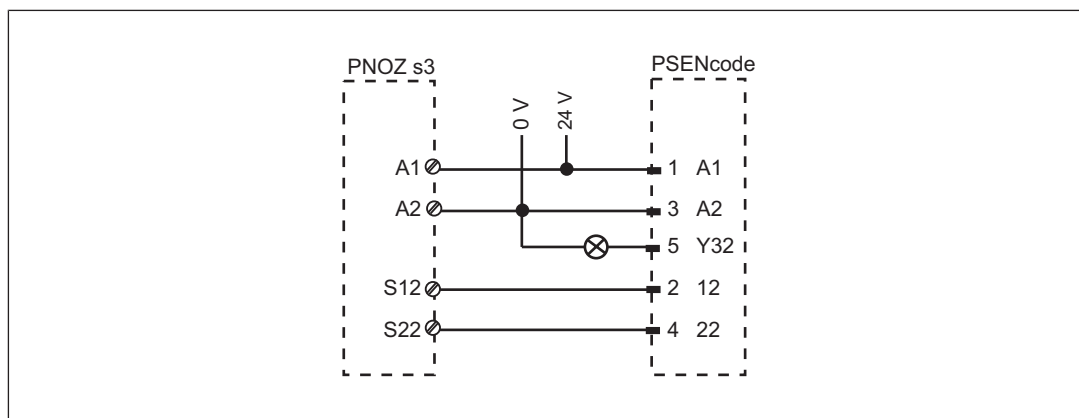 PNOZ s3
PSENcode
0 V
24 V
A1
1 A1
A2
3 A2
5 Y32
S12
2 12
S22
4 22